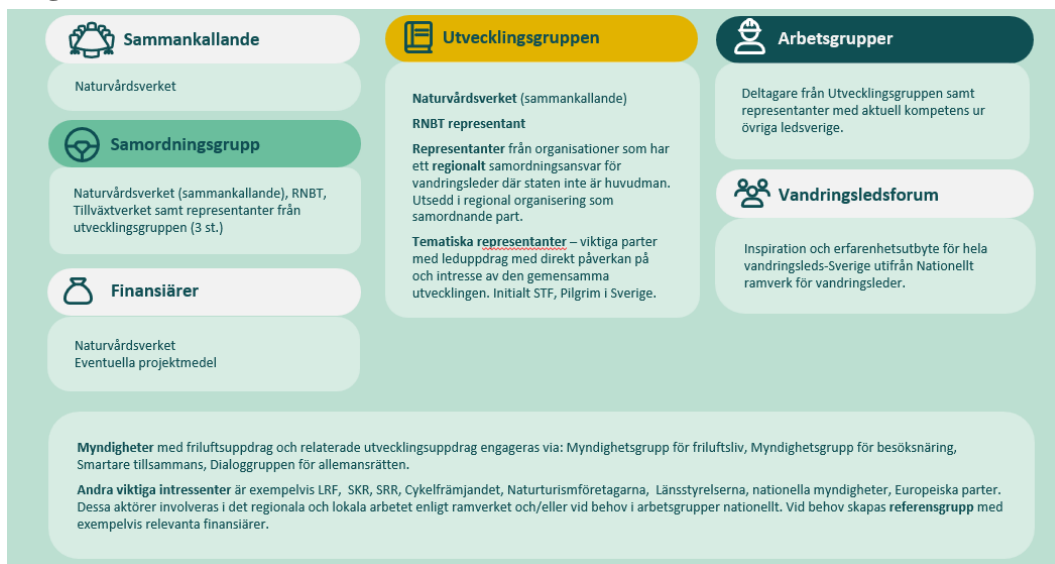 Sammankallande
Naturvårdsverket
Samordningsgrupp
Naturvårdsverket (sammankallande), RNBT,
Tillväxtverket samt representanter från
utvecklingsgruppen (3 st.)
Finansiärer
Naturvårdsverket
Eventuella projektmedel
Utvecklingsgruppen
Naturvårdsverket (sammankallande)
RNBT representant
Representanter från organisationer som har
ett regionalt samordningsansvar för
vandringsleder där staten inte är huvudman.
Utsedd i regional organisering som
samordnande part.
Tematiska representanter – viktiga parter
med leduppdrag med direkt påverkan på
och intresse av den gemensamma
utvecklingen. Initialt STF, Pilgrim i Sverige.
Arbetsgrupper
Deltagare från Utvecklingsgruppen samt
representanter med aktuell kompetens ur
övriga ledsverige.
Vandringsledsforum
Inspiration och erfarenhetsutbyte för hela
vandringsleds-Sverige utifrån Nationellt
ramverk för vandringsleder.
Myndigheter med friluftsuppdrag och relaterade utvecklingsuppdrag engageras via: Myndighetsgrupp för friluftsliv, Myndighetsgrupp för besöksnäring,
Smartare tillsammans, Dialoggruppen för allemansrätten.
Andra viktiga intressenter är exempelvis LRF, SKR, SRR, Cykelfrämjandet, Naturturismföretagarna, Länsstyrelserna, nationella myndigheter, Europeiska parter.
Dessa aktörer involveras i det regionala och lokala arbetet enligt ramverket och/eller vid behov i arbetsgrupper nationellt. Vid behov skapas referensgrupp med
exempelvis relevanta finansiärer.